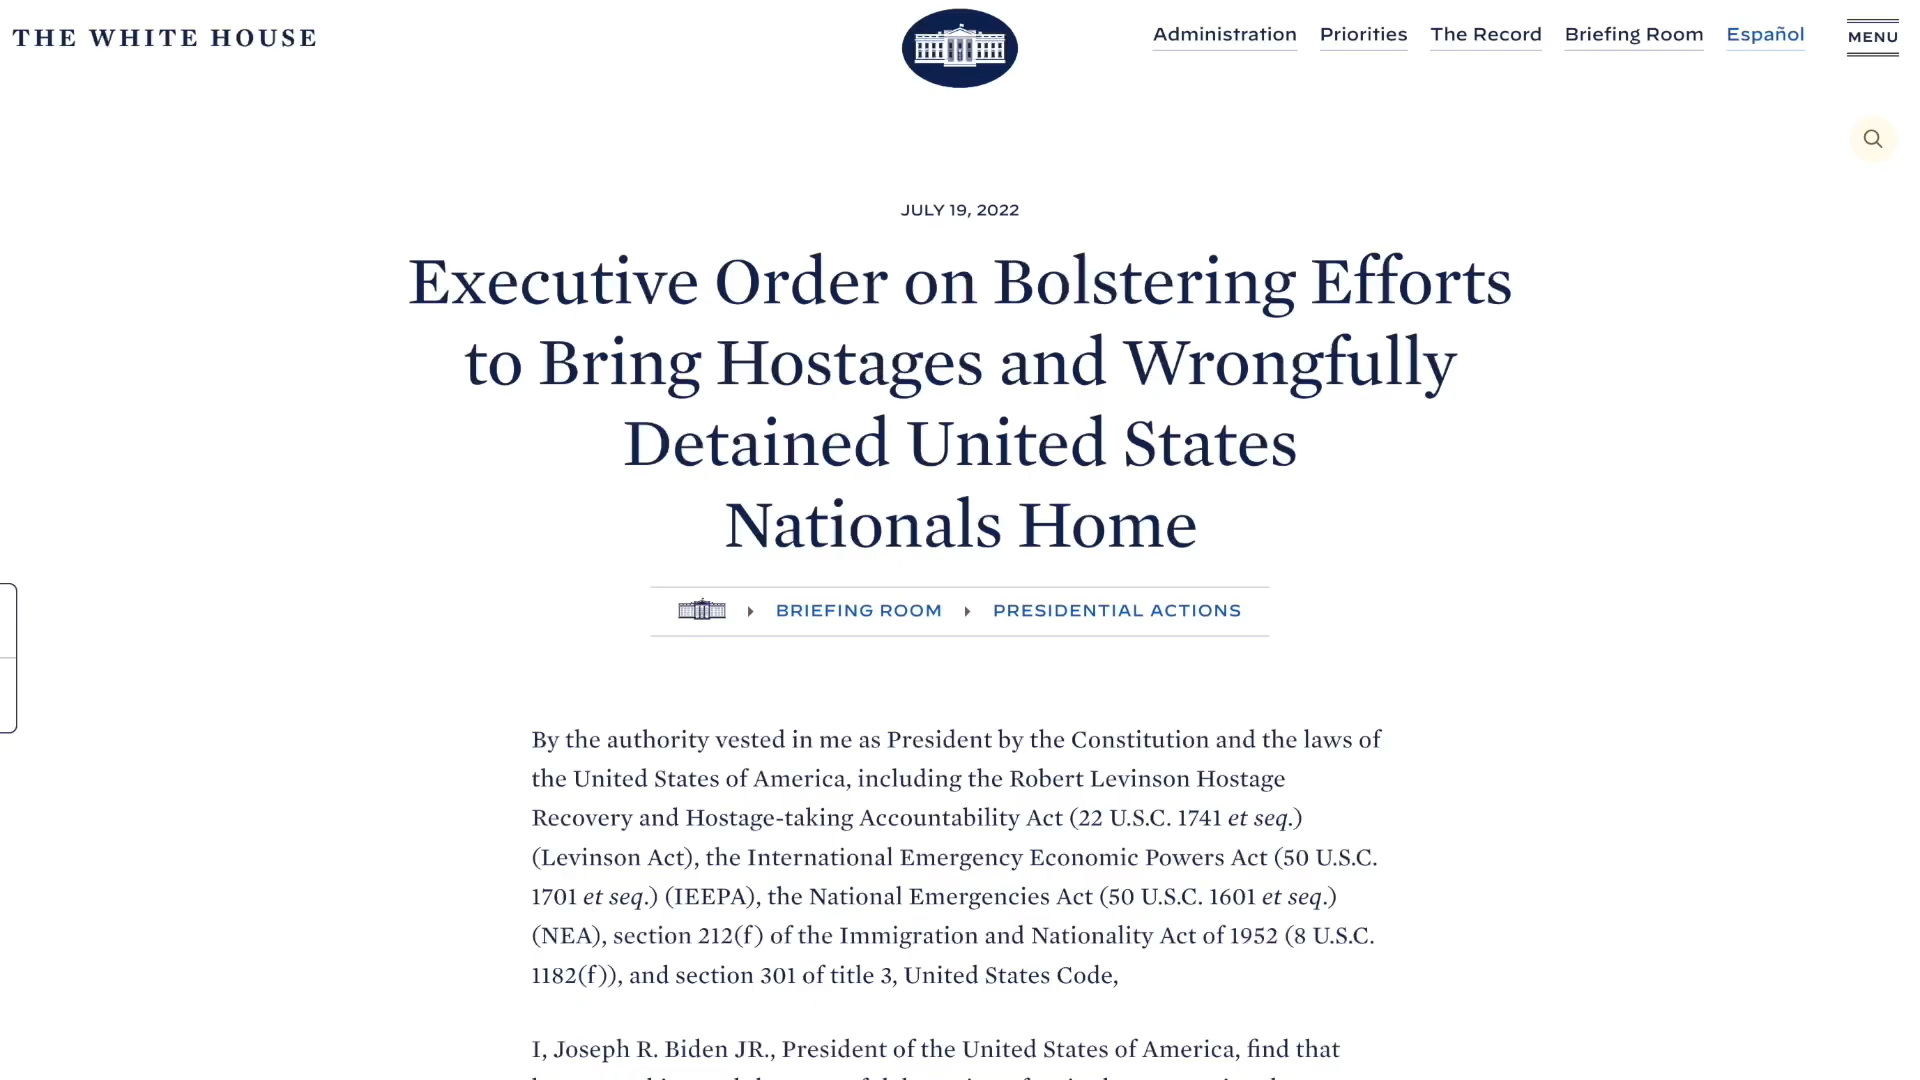 THE WHITE HOUSE
Administration
Priorities
The Record
Briefing Room
Español
MENU
JULY 19, 2022
Executive Order on Bolstering Efforts
to Bring Hostages and Wrongfully
Detained United States
Nationals Home
BRIEFING ROOM
PRESIDENTIAL ACTIONS
By the authority vested in me as President by the Constitution and the laws of
the United States of America, including the Robert Levinson Hostage
Recovery and Hostage-taking Accountability Act (22 U.S.C. 1741 et seq.)
(Levinson Act), the International Emergency Economic Powers Act (50 U.S.C.
1701 et seq.) (IEEPA), the National Emergencies Act (50 U.S.C. 1601 et seq.)
(NEA), section 212(f) of the Immigration and Nationality Act of 1952 (8 U.S.C.
1182(f)), and section 301 of title 3, United States Code,
I, Joseph R. Biden JR., President of the United States of America, find that